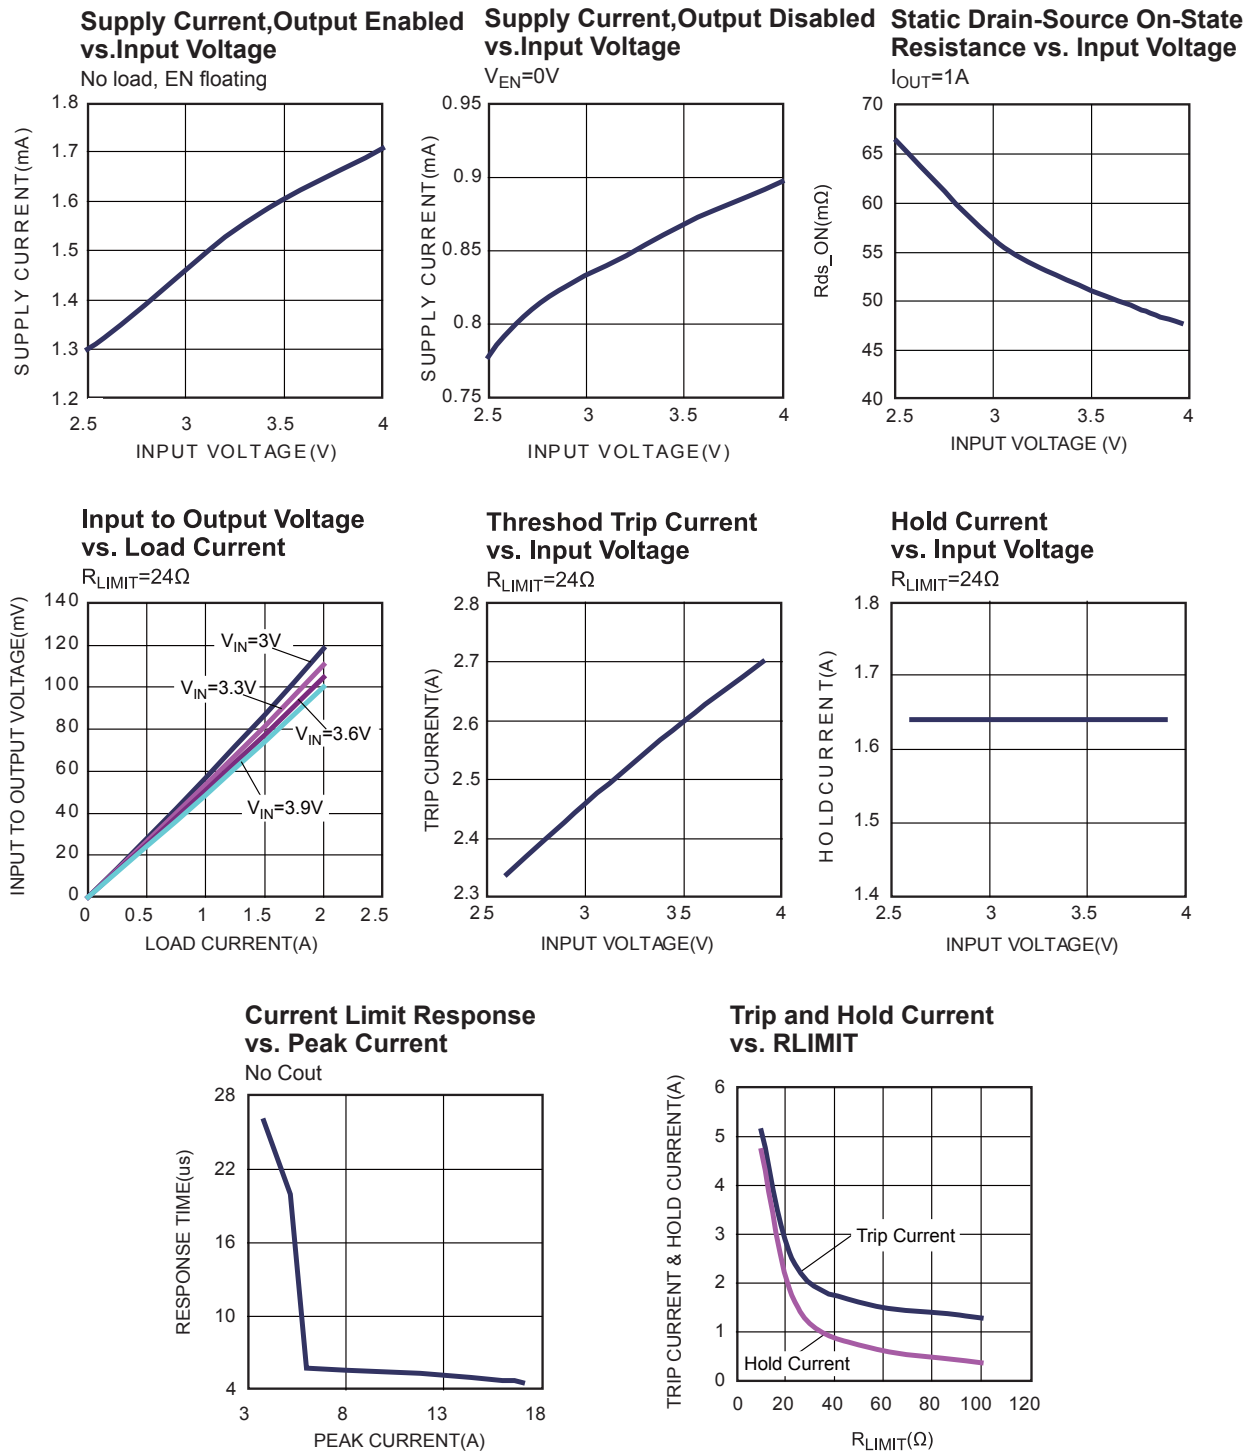 Supply Current,Output Enabled
vs.Input Voltage
No load, EN floating
SUPPLY CURRENT(mA)
1.8
1.7
1.6
1.5
1.4
1.3
1.2
2.5 3 3.5 4
INPUT VOLTAGE(V)
Supply Current,Output Disabled
vs.Input Voltage
VEN=0V
SUPPLY CURRENT(mA)
0.95
0.9
0.85
0.8
0.75
2.5 3 3.5 4
INPUT VOLTAGE(V)
Static Drain-Source On-State
Resistance vs. Input Voltage
IOUT=1A
Rds_ON(mΩ)
70
65
60
55
50
45
40
2.5 3 3.5 4
INPUT VOLTAGE (V)
Input to Output Voltage
vs. Load Current
RLIMIT=24Ω
INPUT TO OUTPUT VOLTAGE(mV)
140
120
100
80
60
40
20
0
VIN=3V
VIN=3.3V
VIN=3.6V
VIN=3.9V
0 0.5 1 1.5 2 2.5
LOAD CURRENT(A)
Threshod Trip Current
vs. Input Voltage
RLIMIT=24Ω
TRIP CURRENT(A)
2.8
2.7
2.6
2.5
2.4
2.3
2.5 3 3.5 4
INPUT VOLTAGE(V)
Hold Current
vs. Input Voltage
RLIMIT=24Ω
HOLDCURRENT(A)
1.8
1.7
1.6
1.5
1.4
2.5 3 3.5 4
INPUT VOLTAGE(V)
Current Limit Response
vs. Peak Current
No Cout
RESPONSE TIME(us)
28
22
16
10
4
3 8 13 18
PEAK CURRENT(A)
Trip and Hold Current
vs. RLIMIT
TRIP CURRENT & HOLD CURRENT(A)
6
5
4
3
2
1
0
Trip Current
Hold Current
0 20 40 60 80 100 120
RLIMIT(Ω)